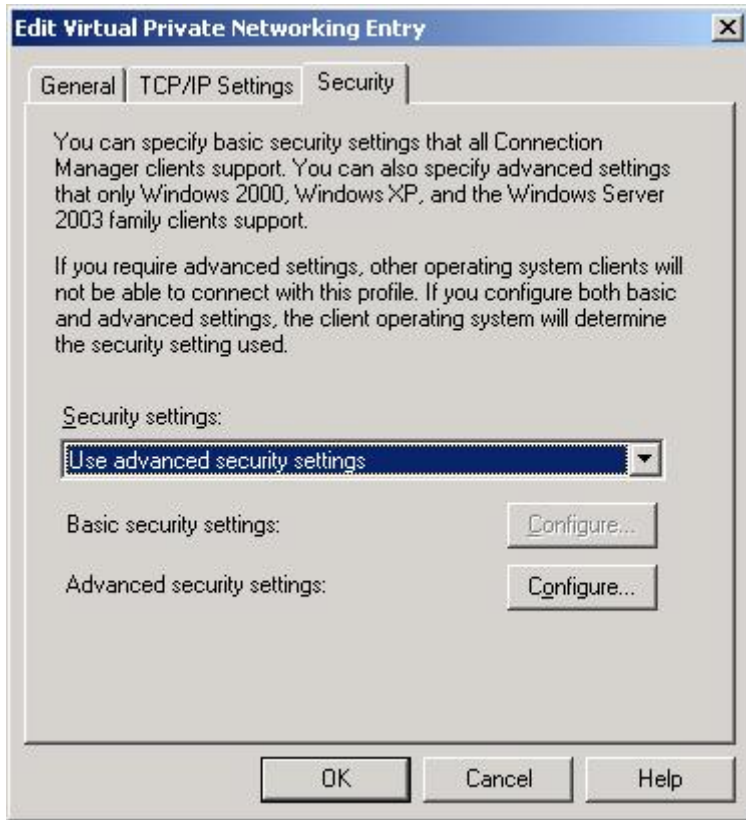 Edit Virtual Private Networking Entry
General
TCP/IP Settings
Security
You can specify basic security settings that all Connection
Manager clients support. You can also specify advanced settings
that only Windows 2000, Windows XP, and the Windows Server
2003 family clients support.
If you require advanced settings, other operating system clients will
not be able to connect with this profile. If you configure both basic
and advanced settings, the client operating system will determine
the security setting used.
Security settings:
Use advanced security settings
Basic security settings:
Configure...
Advanced security settings:
Configure...
OK
Cancel
Help